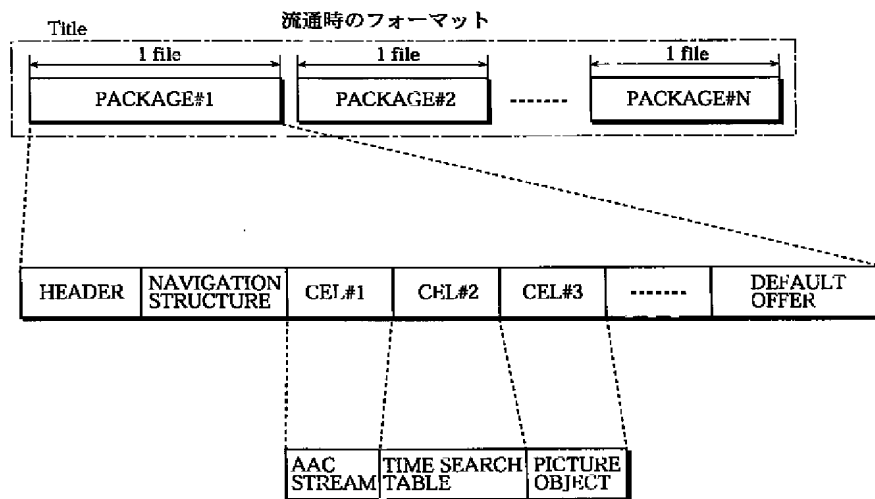 流通時のフォーマット
Title
1 file
1 file
1 file
PACKAGE#1
PACKAGE#2
PACKAGE#N
HEADER
NAVIGATION
STRUCTURE
CEL#1
CEL#2
CEL#3
DEFAULT
OFFER
AAC
STREAM
TIME SEARCH
TABLE
PICTURE
OBJECT